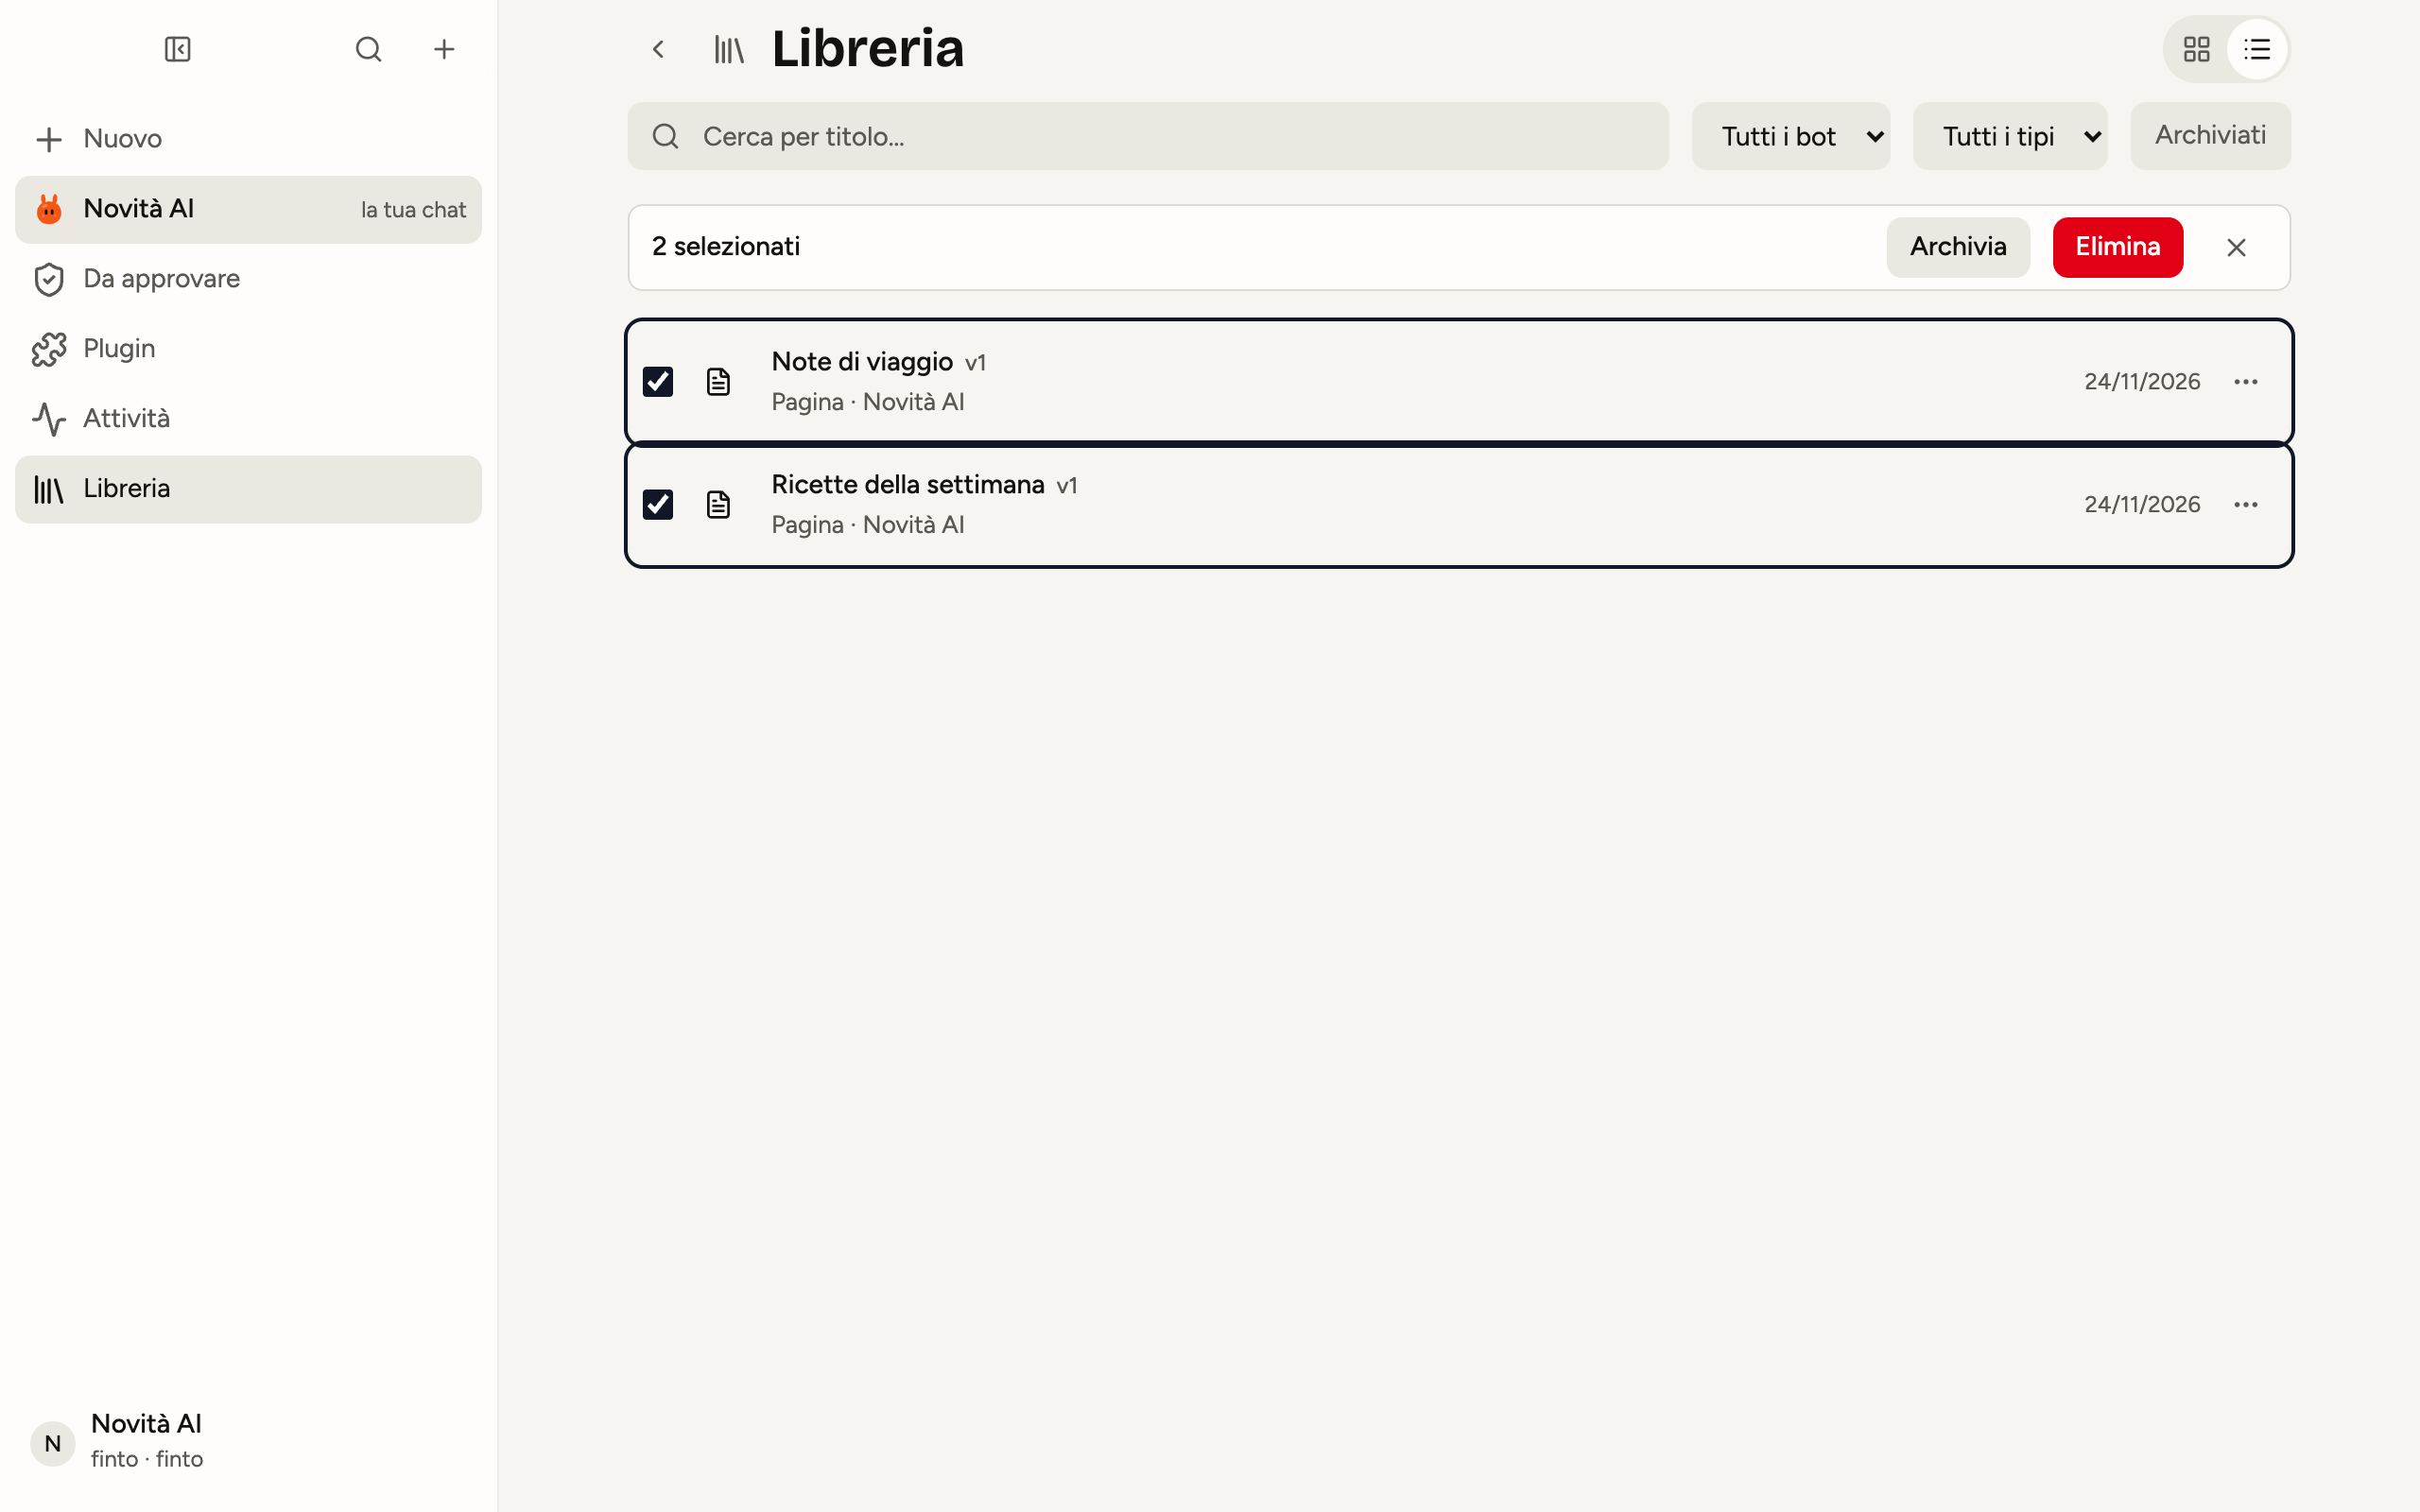 Nuovo
Novità AI la tua chat
Da approvare
Plugin
Attività
Libreria
Novità AI
N
finto · finto
Libreria
Cerca per titolo...
Tutti i bot
Tutti i tipi
Archiviati
2 selezionati
Archivia
Elimina
Note di viaggio v1
Pagina · Novità AI
24/11/2026
Ricette della settimana v1
Pagina · Novità AI
24/11/2026